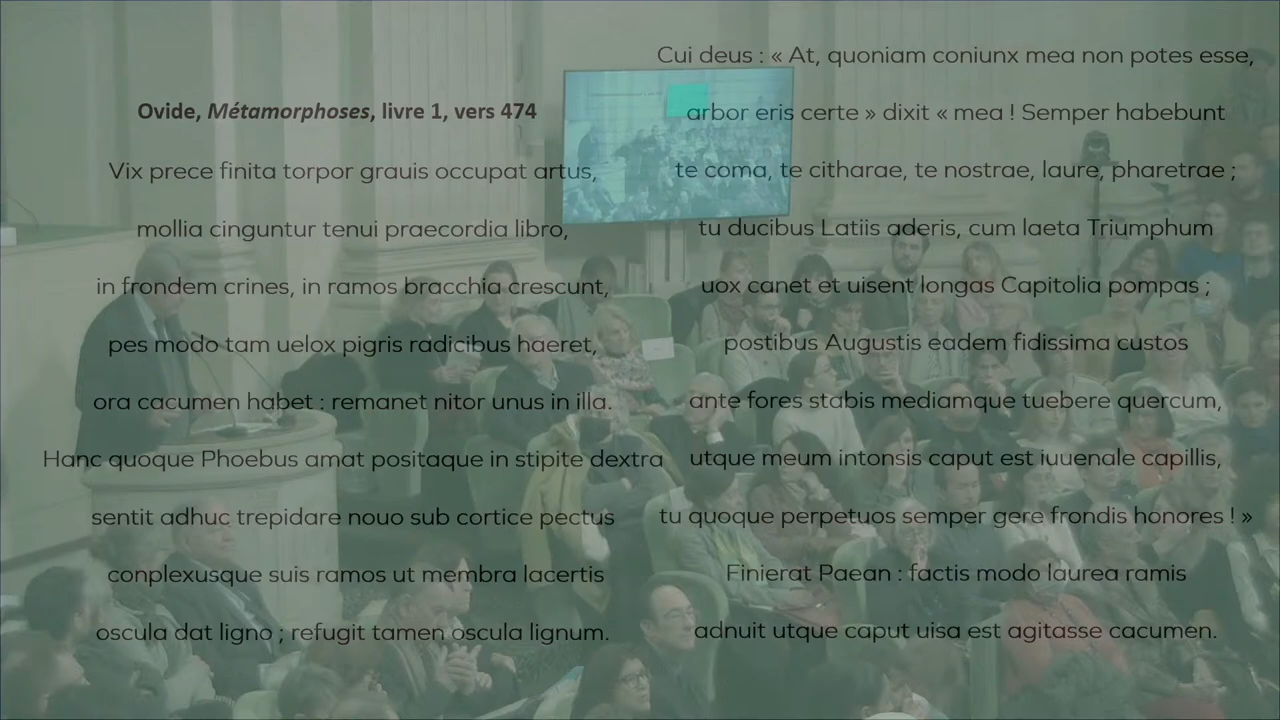 Ovide, Métamorphoses, livre 1, vers 474
Vix prece finita torpor grauis occupat artus,
mollia cinguntur tenui praecordia libro,
in frondem crines, in ramos bracchia crescunt,
pes modo tam uelox pigris radicibus haeret,
ora cacumen habet : remanet nitor unus in illa.
Hanc quoque Phoebus amat positaque in stipite dextra
sentit adhuc trepidare nouo sub cortice pectus
conplexusque suis ramos ut membra lacertis
oscula dat ligno ; refugit tamen oscula lignum.
Cui deus : « At, quoniam coniunx mea non potes esse,
arbor eris certe » dixit « mea ! Semper habebunt
te coma, te citharae, te nostrae, laure, pharetrae ;
tu ducibus Latiis aderis, cum laeta Triumphum
uox canet et uisent longas Capitolia pompas ;
postibus Augustis eadem fidissima custos
ante fores stabis mediamque tuebere quercum,
utque meum intonsis caput est iuuenale capillis,
tu quoque perpetuos semper gere frondis honores ! »
Finierat Paean : factis modo laurea ramis
adnuit utque caput uisa est agitasse cacumen.